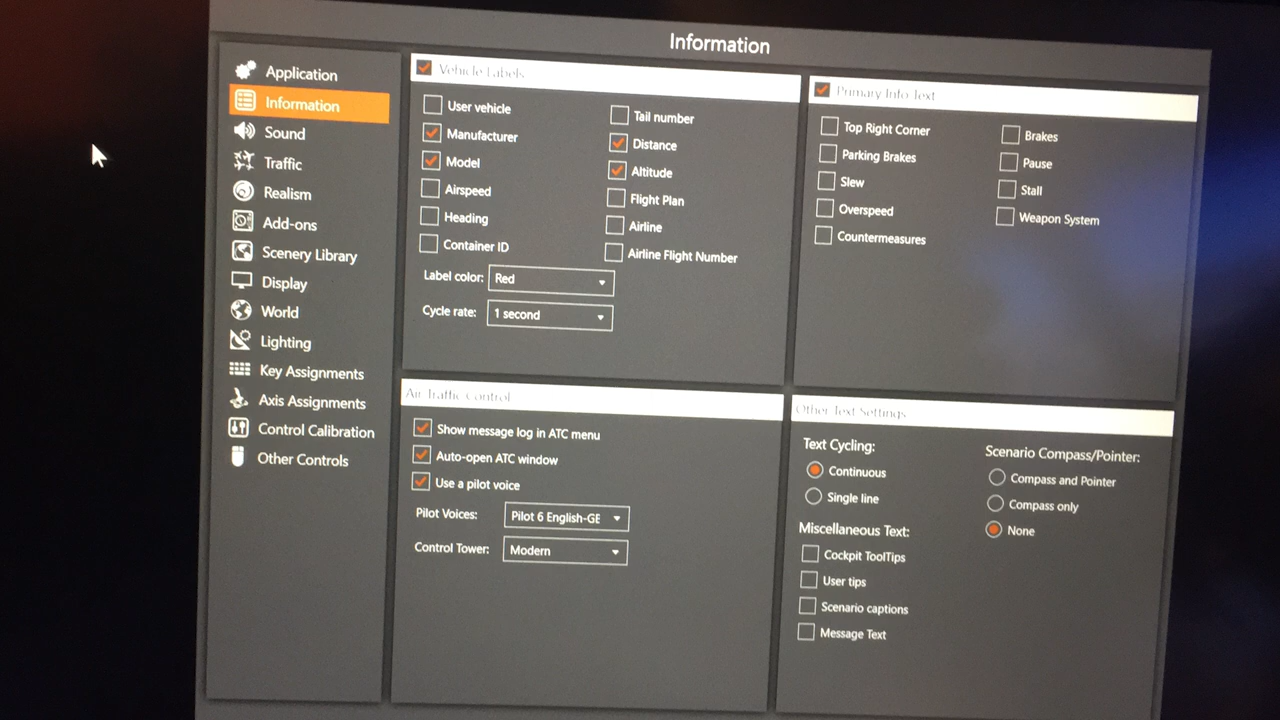 Information
Application
Information
Sound
Traffic
Realism
Add-ons
Scenery Library
Display
World
Lighting
Key Assignments
Axis Assignments
Control Calibration
Other Controls
Vehicle Labels
User vehicle
Manufacturer
Model
Airspeed
Heading
Container ID
Tail number
Distance
Altitude
Flight Plan
Airline
Airline Flight Number
Label color: Red
Cycle rate: 1 second
Primary Info Text
Top Right Corner
Parking Brakes
Slew
Overspeed
Countermeasures
Brakes
Pause
Stall
Weapon System
Air Traffic Control
Show message log in ATC menu
Auto-open ATC window
Use a pilot voice
Pilot Voices: Pilot 6 English-GE
Control Tower: Modern
Other Text Settings
Text Cycling:
Continuous
Single line
Miscellaneous Text:
Cockpit ToolTips
User tips
Scenario captions
Message Text
Scenario Compass/Pointer:
Compass and Pointer
Compass only
None